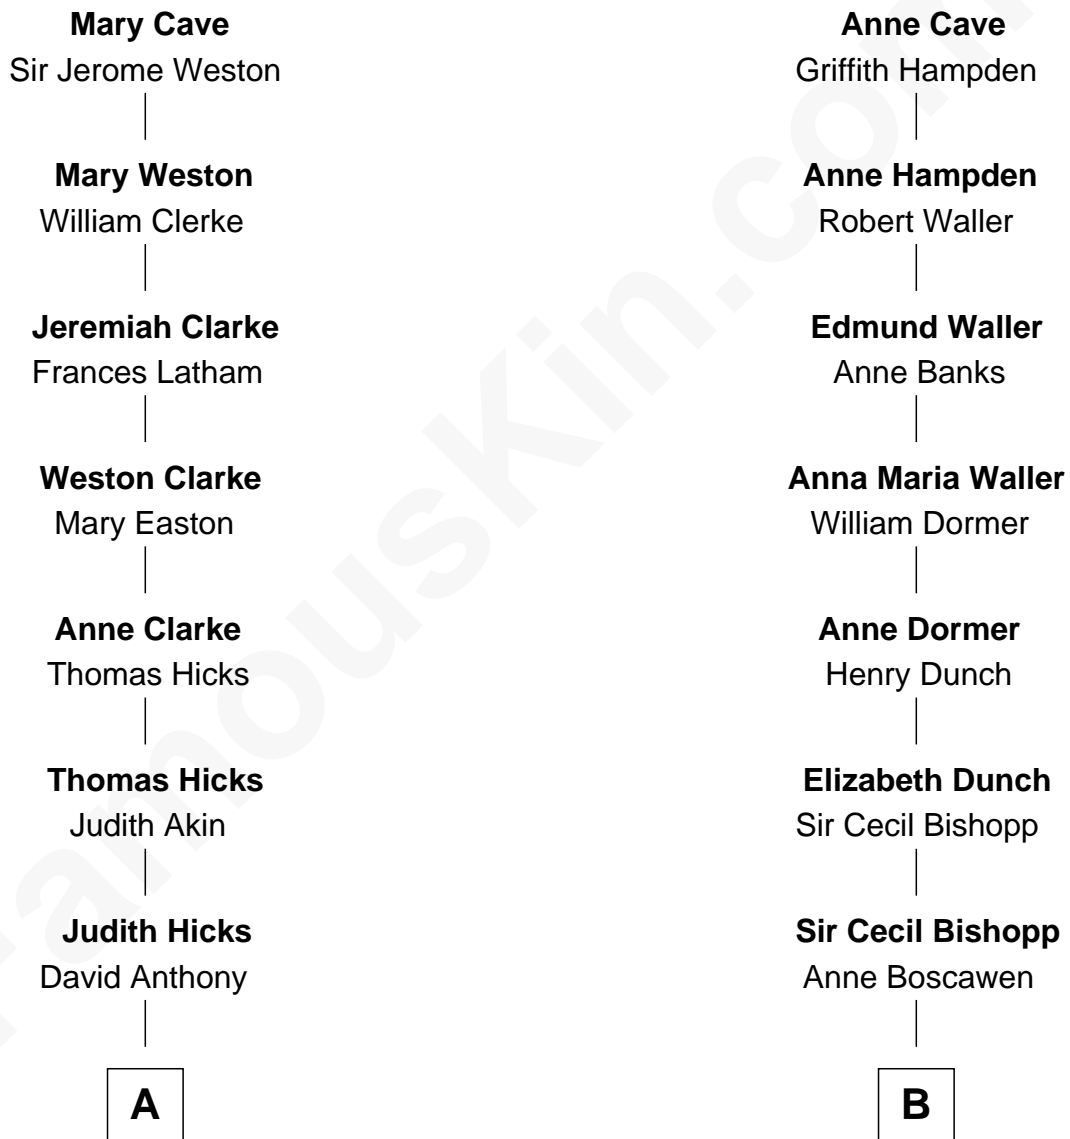 Mary Cave
Sir Jerome Weston
Mary Weston
William Clerke
Jeremiah Clarke
Frances Latham
Weston Clarke
Mary Easton
Anne Clarke
Thomas Hicks
Thomas Hicks
Judith Akin
Judith Hicks
David Anthony
A
Anne Cave
Griffith Hampden
Anne Hampden
Robert Waller
Edmund Waller
Anne Banks
Anna Maria Waller
William Dormer
Anne Dormer
Henry Dunch
Elizabeth Dunch
Sir Cecil Bishopp
Sir Cecil Bishopp
Anne Boscawen
B
FamousKin.com